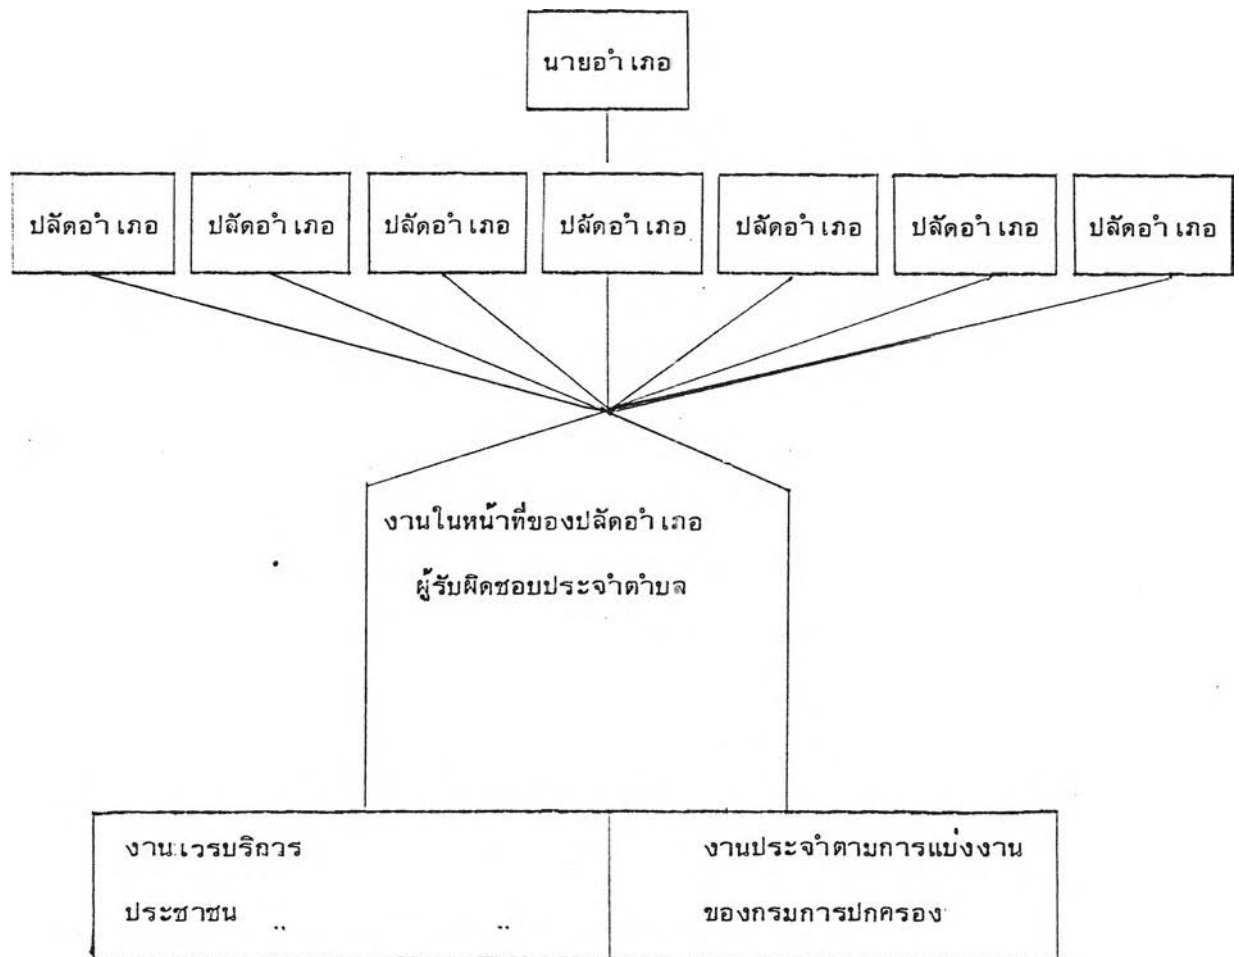 นายอำเภอ
ปลัดอำเภอ ปลัดอำเภอ ปลัดอำเภอ ปลัดอำเภอ ปลัดอำเภอ ปลัดอำเภอ ปลัดอำเภอ
งานในหน้าที่ของปลัดอำเภอ
ผู้รับผิดชอบประจำตำบล
งานเวรบริการ
ประชาชน
งานประจำตามการแบ่งงาน
ของกรมการปกครอง